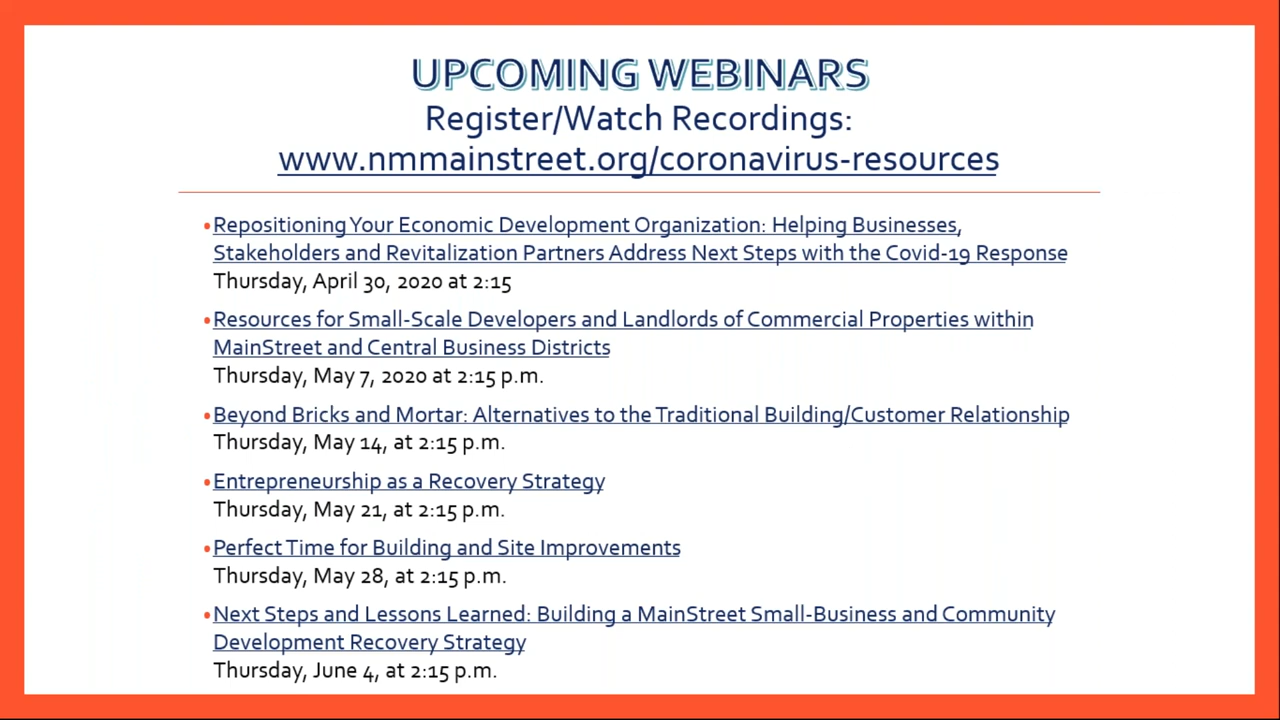 UPCOMING WEBINARS
Register/Watch Recordings:
www.nmmainstreet.org/coronavirus-resources
•Repositioning Your Economic Development Organization: Helping Businesses,
Stakeholders and Revitalization Partners Address Next Steps with the Covid-19 Response
Thursday, April 30, 2020 at 2:15
•Resources for Small-Scale Developers and Landlords of Commercial Properties within
MainStreet and Central Business Districts
Thursday, May 7, 2020 at 2:15 p.m.
•Beyond Bricks and Mortar: Alternatives to the Traditional Building/Customer Relationship
Thursday, May 14, at 2:15 p.m.
•Entrepreneurship as a Recovery Strategy
Thursday, May 21, at 2:15 p.m.
•Perfect Time for Building and Site Improvements
Thursday, May 28, at 2:15 p.m.
•Next Steps and Lessons Learned: Building a MainStreet Small-Business and Community
Development Recovery Strategy
Thursday, June 4, at 2:15 p.m.